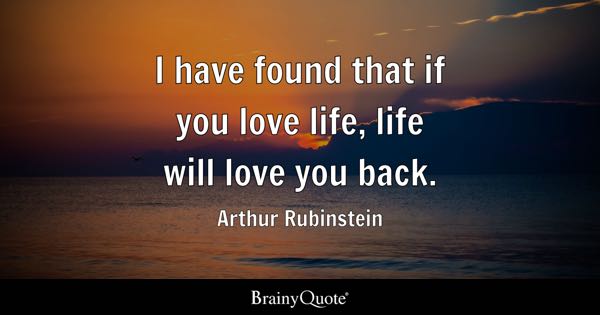 I have found that if
you love life, life
will love you back.
Arthur Rubinstein
BrainyQuote®